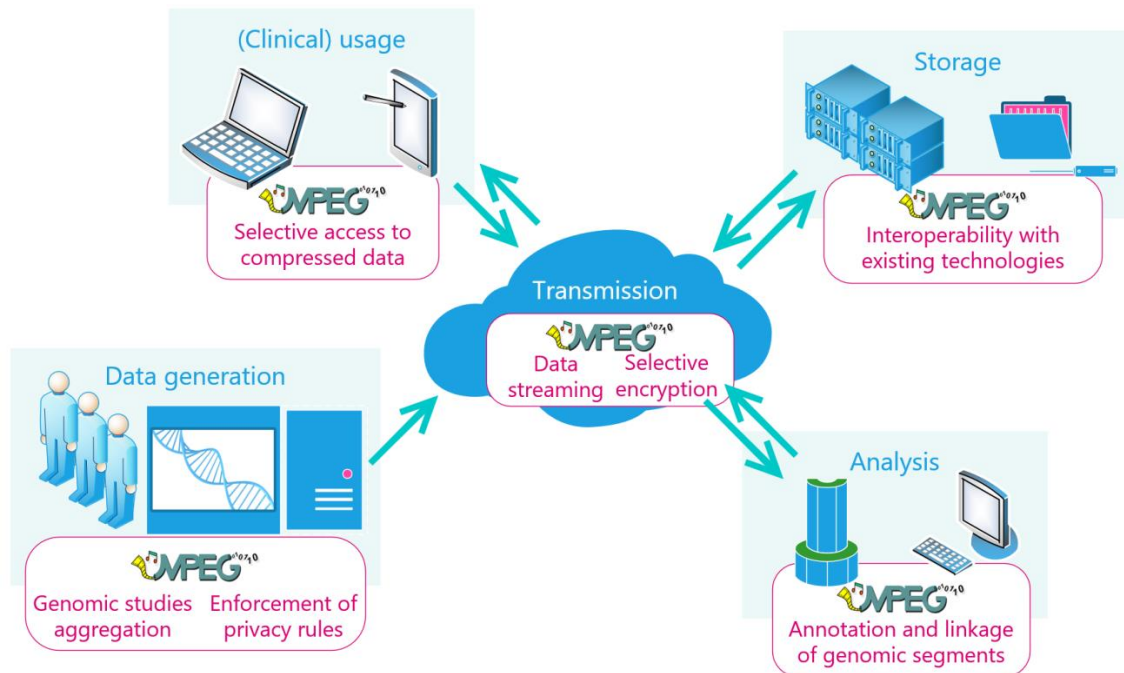 (Clinical) usage
MPEG
Selective access to
compressed data
Storage
MPEG
Interoperability with
existing technologies
Transmission
MPEG
Data
streaming
Selective
encryption
Data generation
MPEG
Genomic studies
aggregation
Enforcement of
privacy rules
Analysis
MPEG
Annotation and linkage
of genomic segments